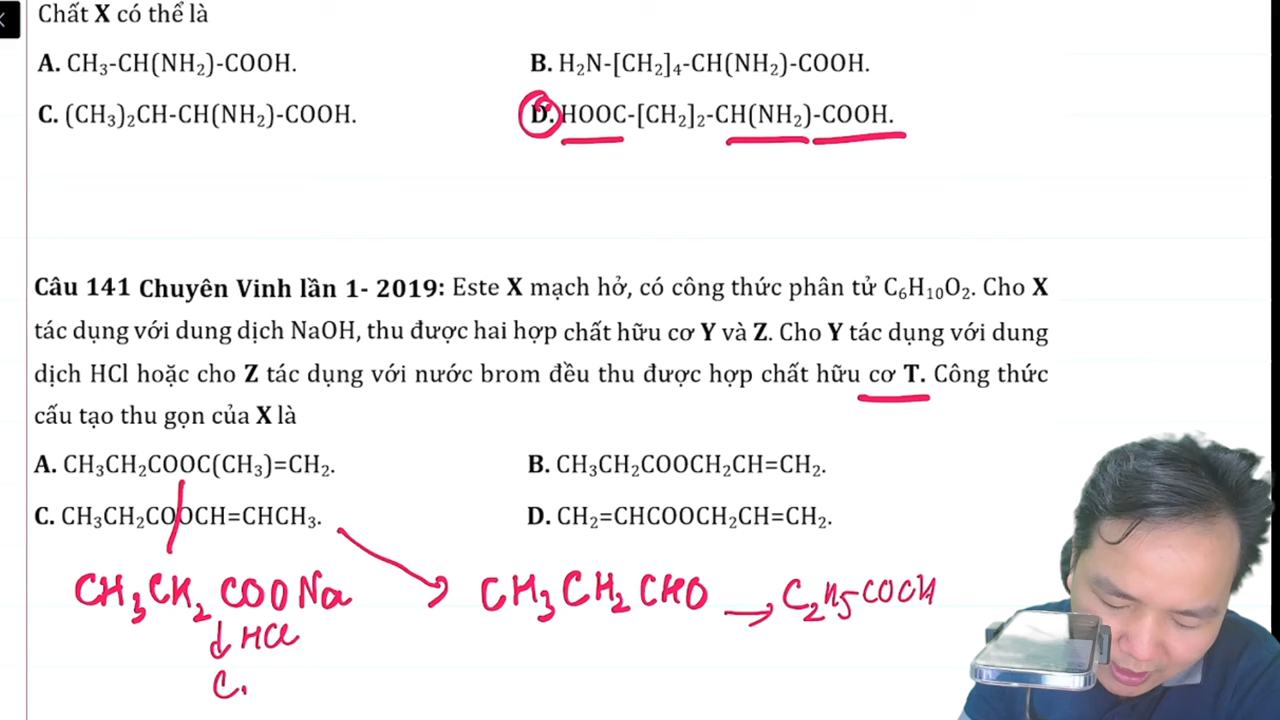 Chất X có thể là
A. CH₃-CH(NH₂)-COOH. B. H₂N-[CH₂]₄-CH(NH₂)-COOH.
C. (CH₃)₂CH-CH(NH₂)-COOH. D. HOOC-[CH₂]₂-CH(NH₂)-COOH.
Câu 141 Chuyên Vinh lần 1- 2019: Este X mạch hở, có công thức phân tử C₆H₁₀O₂. Cho X
tác dụng với dung dịch NaOH, thu được hai hợp chất hữu cơ Y và Z. Cho Y tác dụng với dung
dịch HCl hoặc cho Z tác dụng với nước brom đều thu được hợp chất hữu cơ T. Công thức
cấu tạo thu gọn của X là
A. CH₃CH₂COOC(CH₃)=CH₂. B. CH₃CH₂COOCH₂CH=CH₂.
C. CH₃CH₂COOCH=CHCH₃. D. CH₂=CHCOOCH₂CH=CH₂.
CH₃CH₂COONa → CH₃CH₂CHO → C₂H₅COOH
↓ HCl
C.